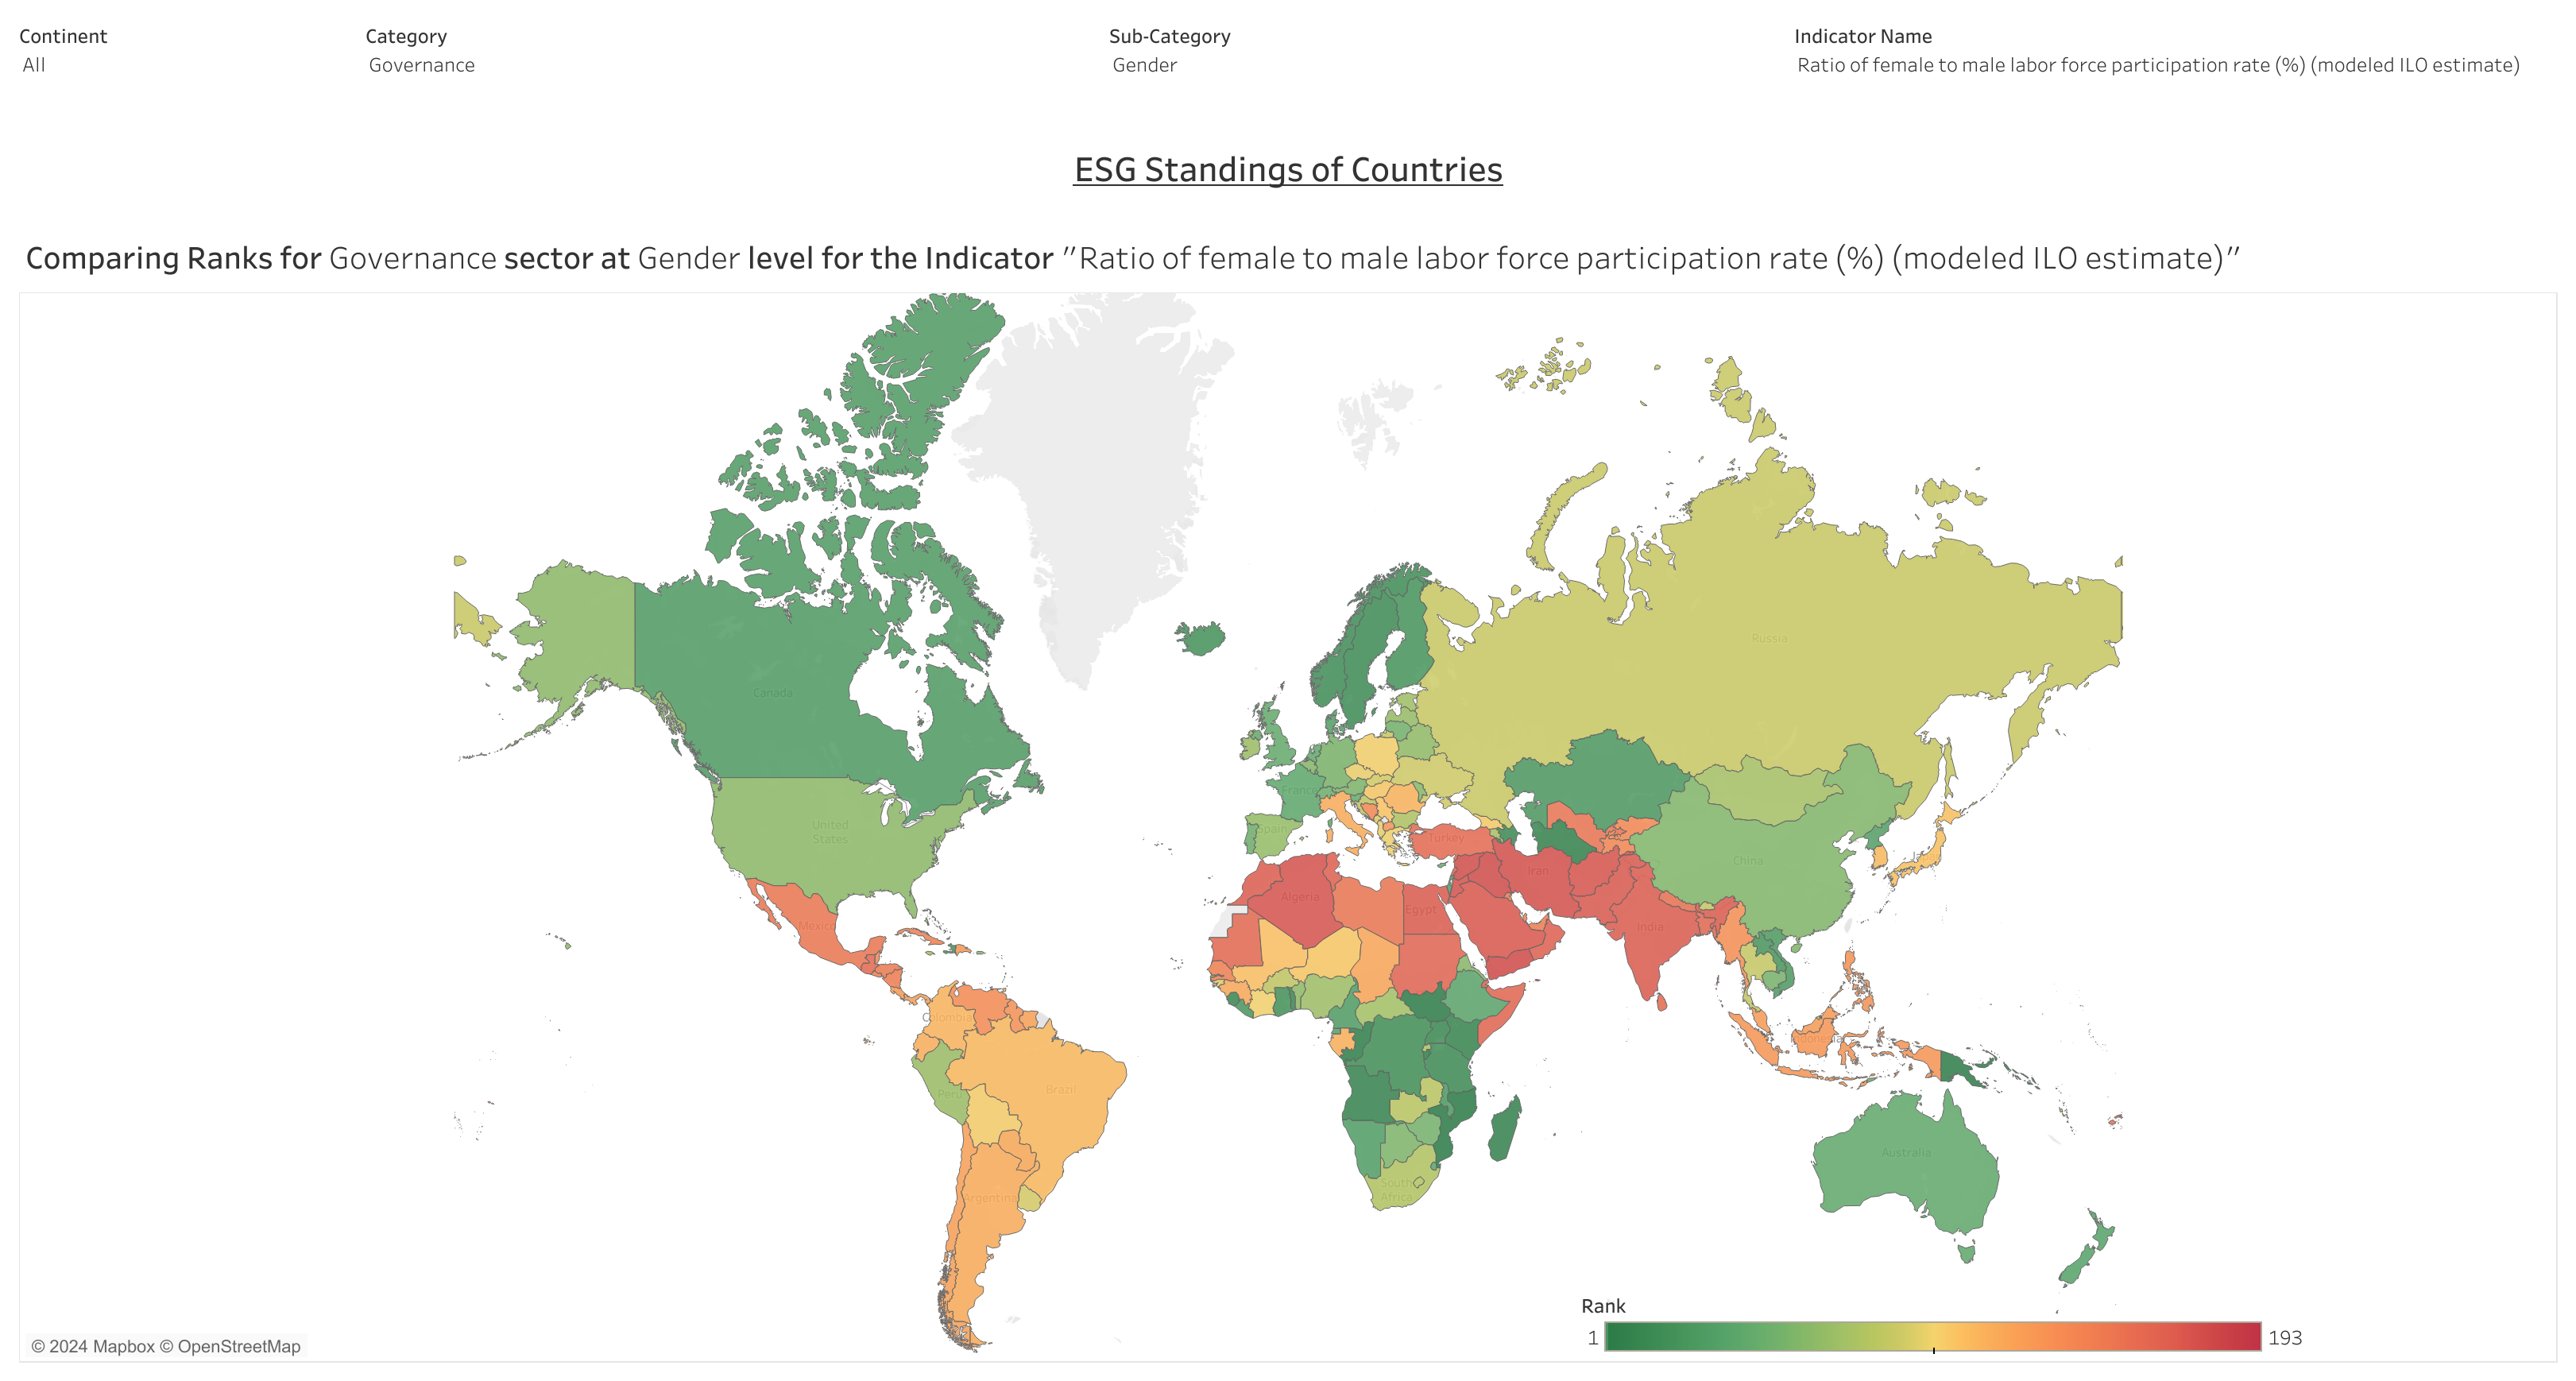 Continent
All
Category
Governance
Sub-Category
Gender
Indicator Name
Ratio of female to male labor force participation rate (%) (modeled ILO estimate)
ESG Standings of Countries
Comparing Ranks for Governance sector at Gender level for the Indicator "Ratio of female to male labor force participation rate (%) (modeled ILO estimate)"
Russia
Canada
France
United
States
Spain
Turkey
China
Iran
Algeria
Egypt
Mexico
India
Colombia
Indonesia
Brazil
Peru
Australia
South
Africa
Argentina
Rank
1
193
© 2024 Mapbox © OpenStreetMap